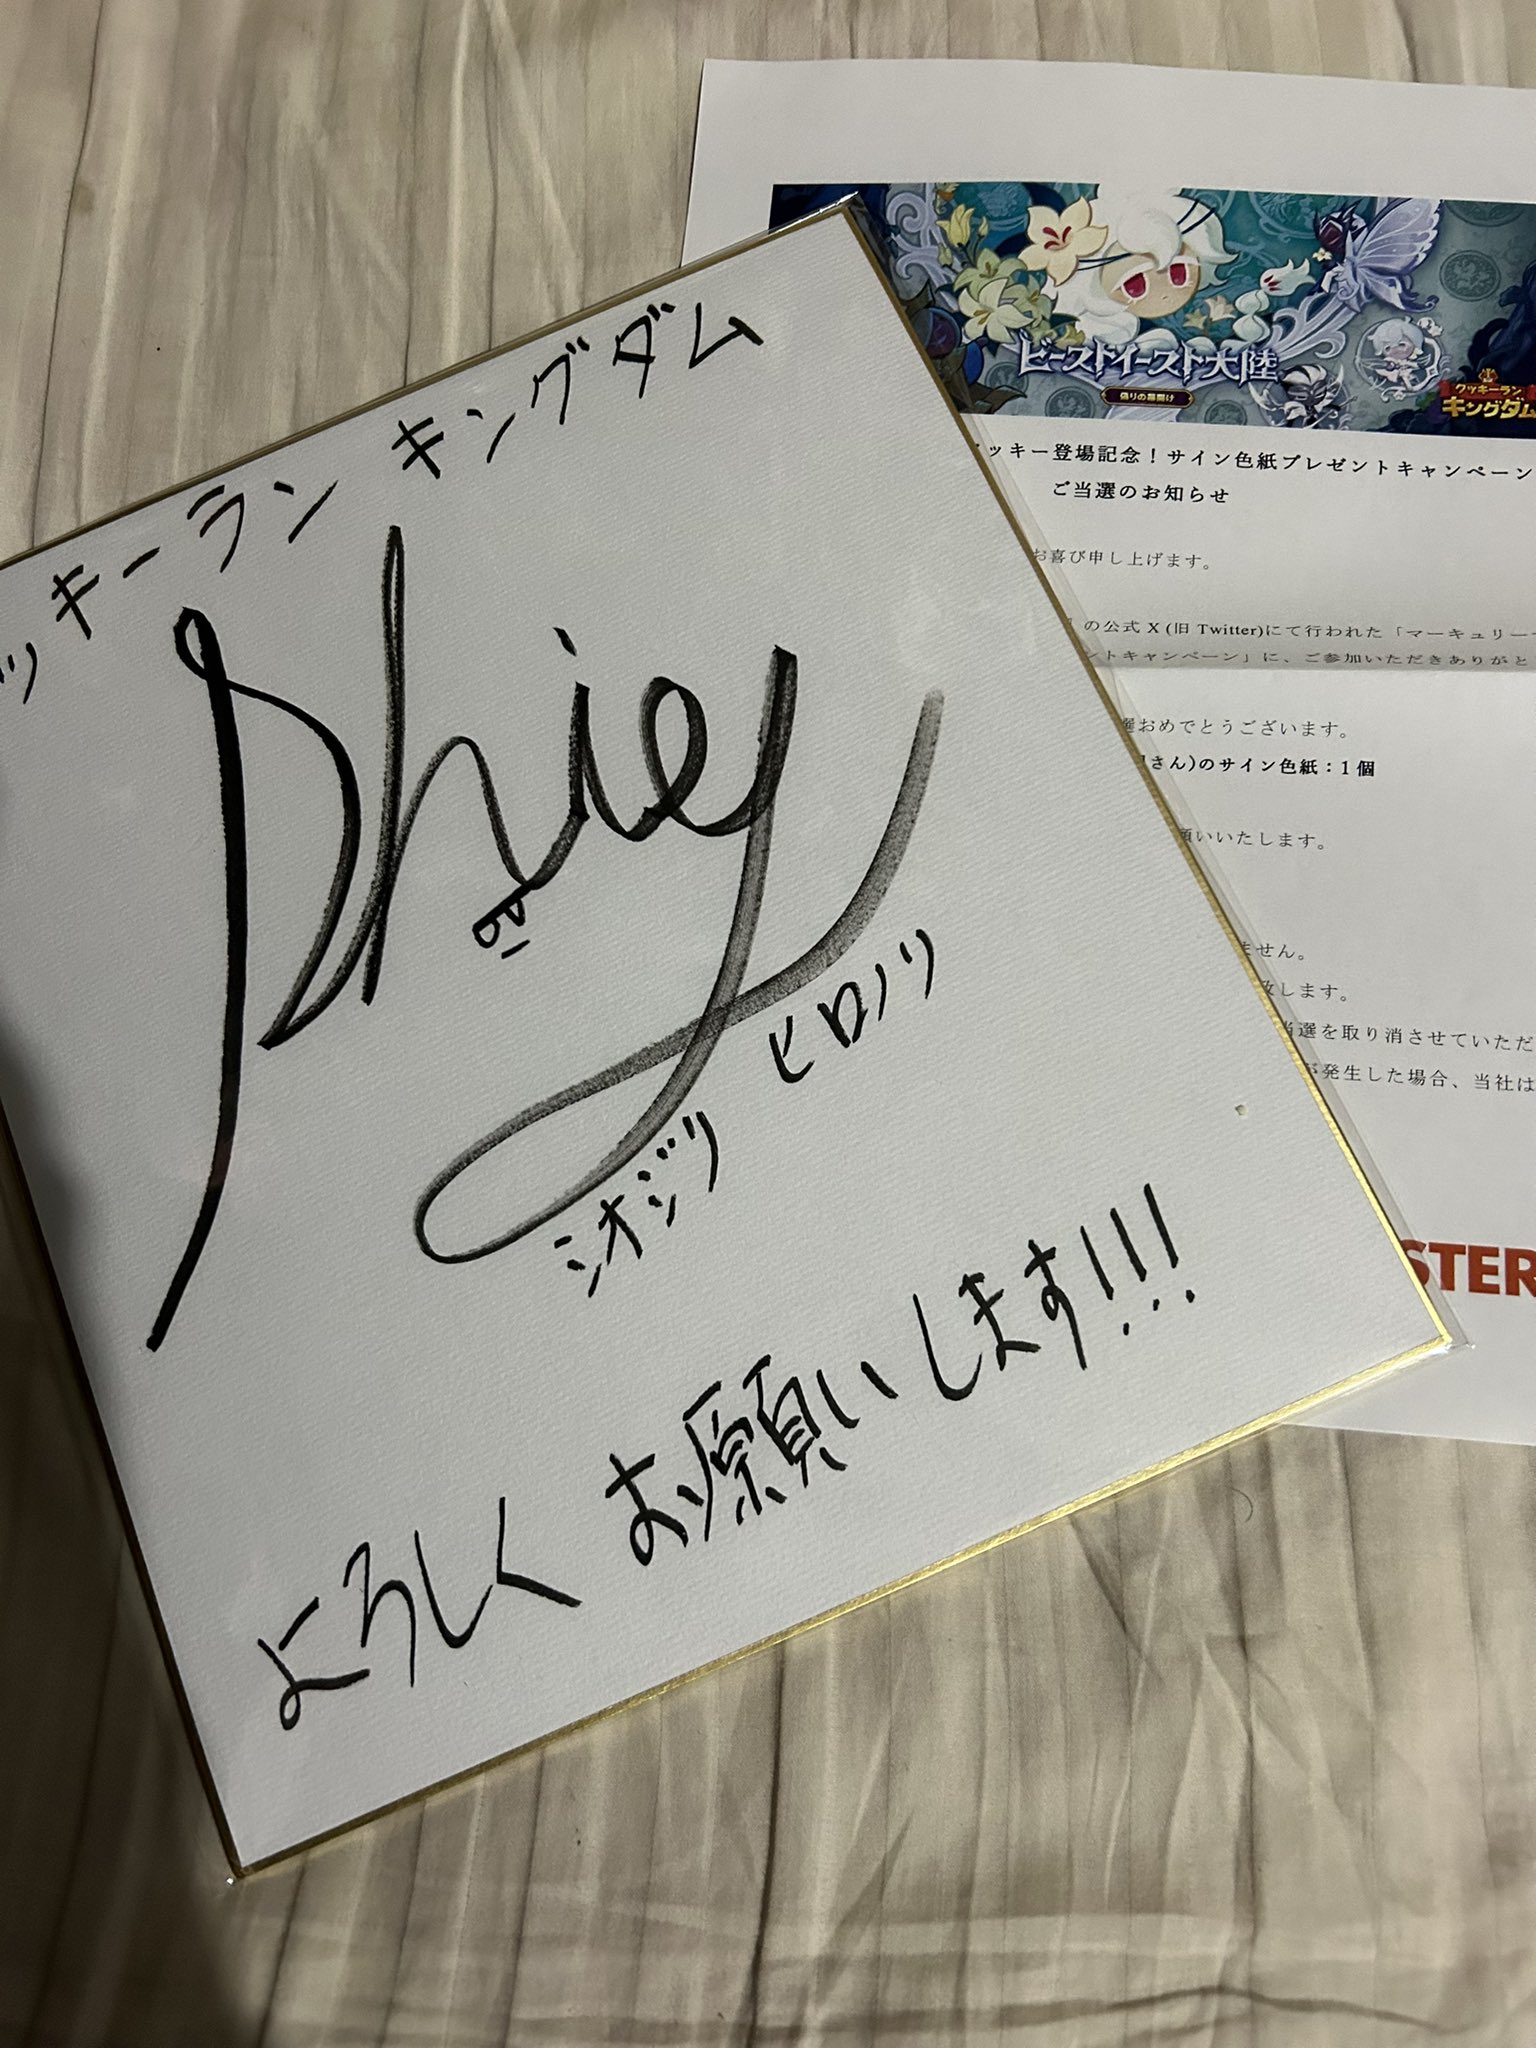 ッキーラン キングダム
Shie
ヒロノリ
シオジリ
よろしく お願いします!!!
ビーストイースト大陸
偽りの幕開け
クッキーラン
キングダム
ッキー登場記念！サイン色紙プレゼントキャンペーン
ご当選のお知らせ
お喜び申し上げます。
の公式 X (旧 Twitter)にて行われた「マーキュリー
ントキャンペーン」に、ご参加いただきありがと
選おめでとうございます。
さん)のサイン色紙：1個
願いいたします。
ません。
致します。
当選を取り消させていただ
が発生した場合、当社は
STER